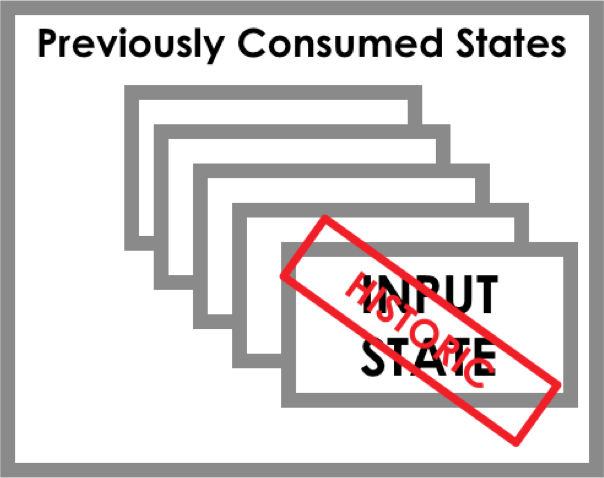 Previously Consumed States
INPUT
STATE
HISTORIC